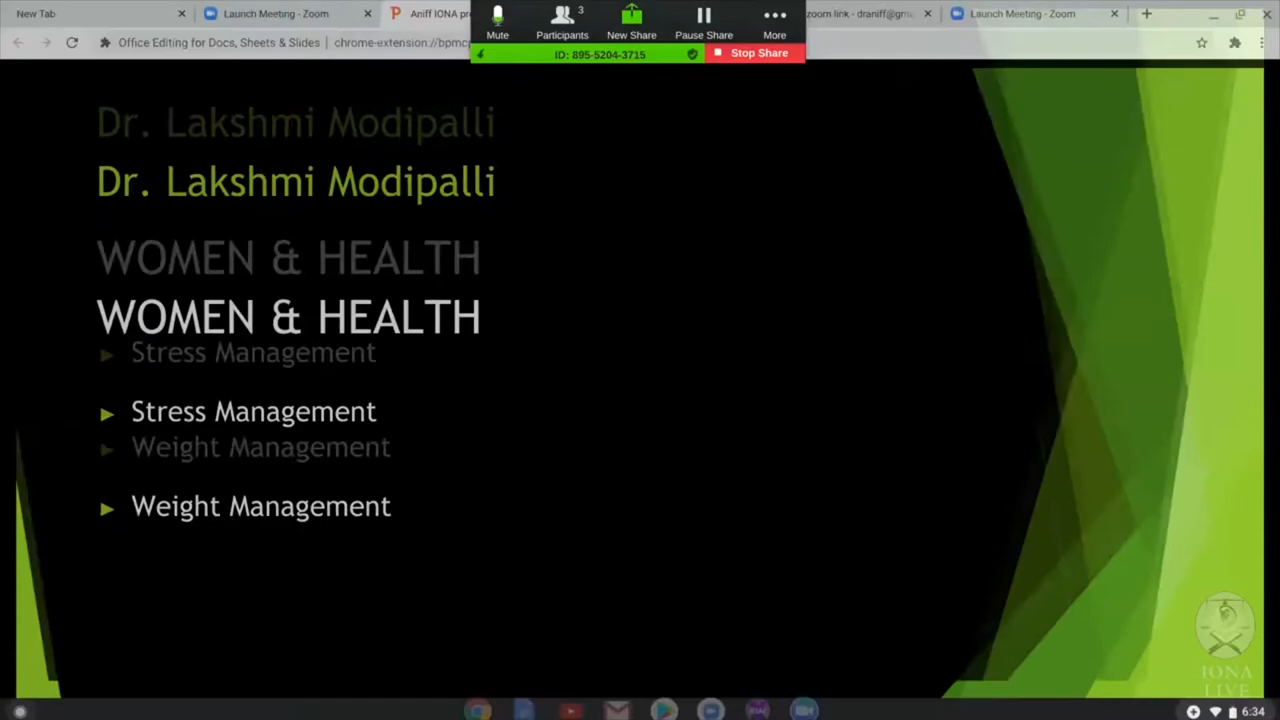 New Tab
Launch Meeting - Zoom
Aniff IONA pre
zoom link - draniff@gm
Launch Meeting - Zoom
Mute
Participants
3
New Share
Pause Share
More
Office Editing for Docs, Sheets & Slides
chrome-extension://bpmcp
ID: 895-5204-3715
Stop Share
Dr. Lakshmi Modipalli
Dr. Lakshmi Modipalli
WOMEN & HEALTH
WOMEN & HEALTH
Stress Management
Stress Management
Weight Management
Weight Management
IONA
LIVE
6:34